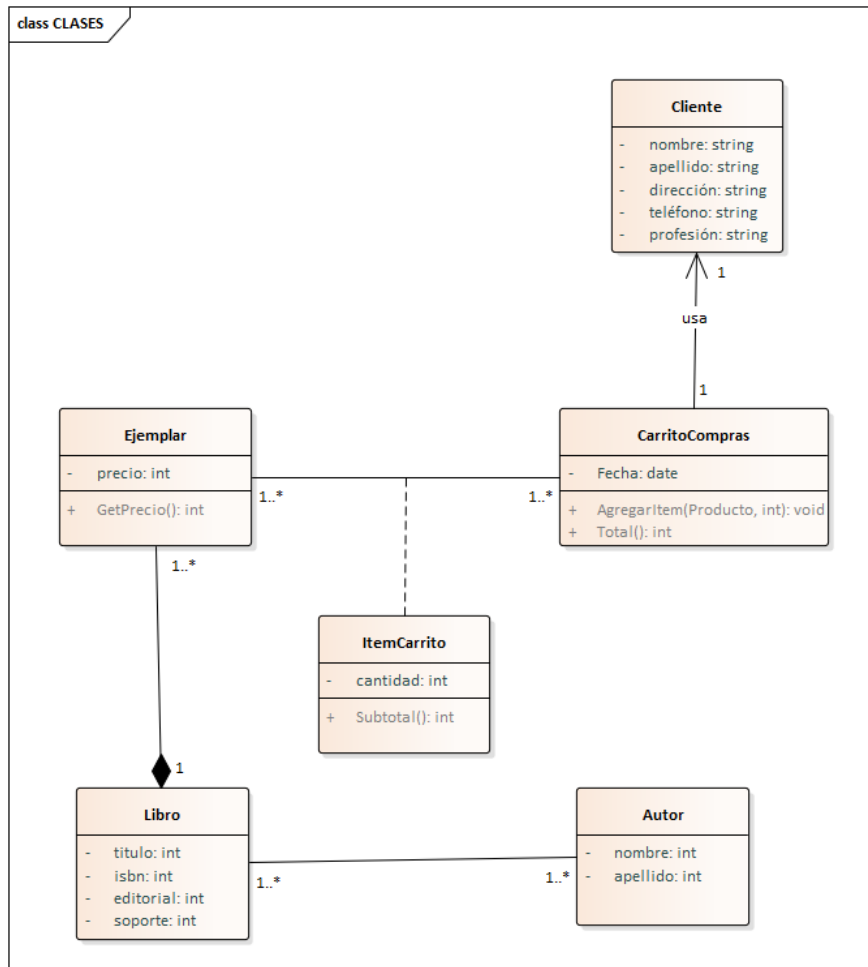 class CLASES
Cliente
- nombre: string
- apellido: string
- dirección: string
- teléfono: string
- profesión: string
1
usa
1
Ejemplar
- precio: int
+ GetPrecio(): int
1..*
1..*
CarritoCompras
- Fecha: date
+ AgregarItem(Producto, int): void
+ Total(): int
1..*
ItemCarrito
- cantidad: int
+ Subtotal(): int
1
Libro
- titulo: int
- isbn: int
- editorial: int
- soporte: int
1..*
1..*
Autor
- nombre: int
- apellido: int